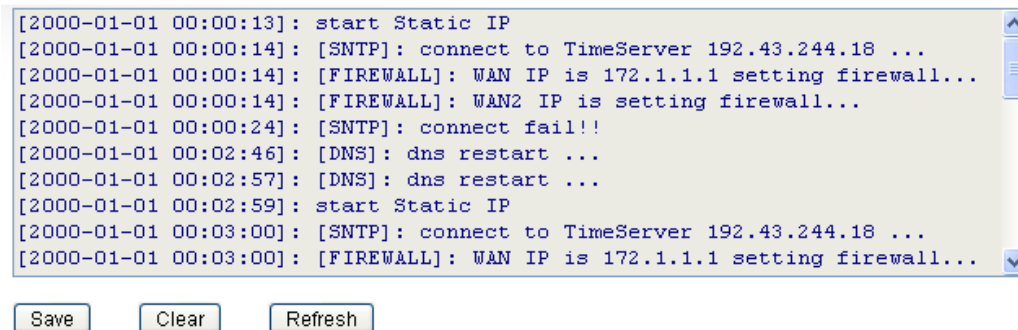 [2000-01-01 00:00:13]: start Static IP
[2000-01-01 00:00:14]: [SNTP]: connect to TimeServer 192.43.244.18 ...
[2000-01-01 00:00:14]: [FIREWALL]: WAN IP is 172.1.1.1 setting firewall...
[2000-01-01 00:00:14]: [FIREWALL]: WAN2 IP is setting firewall...
[2000-01-01 00:00:24]: [SNTP]: connect fail!!
[2000-01-01 00:02:46]: [DNS]: dns restart ...
[2000-01-01 00:02:57]: [DNS]: dns restart ...
[2000-01-01 00:02:59]: start Static IP
[2000-01-01 00:03:00]: [SNTP]: connect to TimeServer 192.43.244.18 ...
[2000-01-01 00:03:00]: [FIREWALL]: WAN IP is 172.1.1.1 setting firewall...
Save Clear Refresh